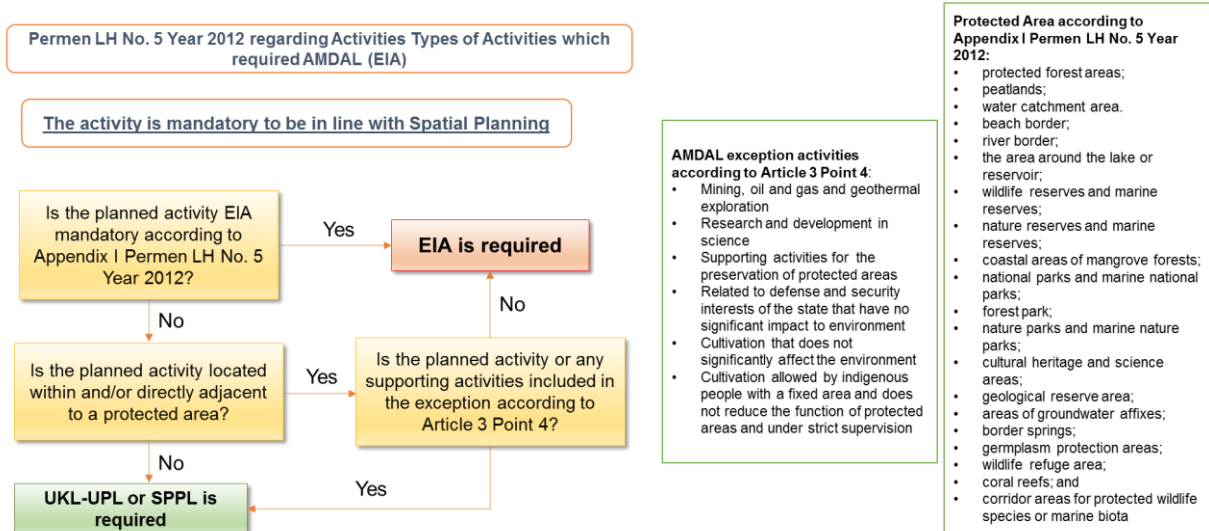 Permen LH No. 5 Year 2012 regarding Activities Types of Activities which
required AMDAL (EIA)
The activity is mandatory to be in line with Spatial Planning
Is the planned activity EIA
mandatory according to
Appendix I Permen LH No. 5
Year 2012?
Yes
EIA is required
No
No
Is the planned activity located
within and/or directly adjacent
to a protected area?
Yes
Is the planned activity or any
supporting activities included in
the exception according to
Article 3 Point 4?
No
Yes
UKL-UPL or SPPL is
required
AMDAL exception activities
according to Article 3 Point 4:
• Mining, oil and gas and geothermal
exploration
• Research and development in
science
• Supporting activities for the
preservation of protected areas
• Related to defense and security
interests of the state that have no
significant impact to environment
• Cultivation that does not
significantly affect the environment
• Cultivation allowed by indigenous
people with a fixed area and does
not reduce the function of protected
areas and under strict supervision
Protected Area according to
Appendix I Permen LH No. 5 Year
2012:
• protected forest areas;
• peatlands;
• water catchment area.
• beach border;
• river border;
• the area around the lake or
reservoir;
• wildlife reserves and marine
reserves;
• nature reserves and marine
reserves;
• coastal areas of mangrove forests;
• national parks and marine national
parks;
• forest park;
• nature parks and marine nature
parks;
• cultural heritage and science
areas;
• geological reserve area;
• areas of groundwater affixes;
• border springs;
• germplasm protection areas;
• wildlife refuge area;
• coral reefs; and
• corridor areas for protected wildlife
species or marine biota